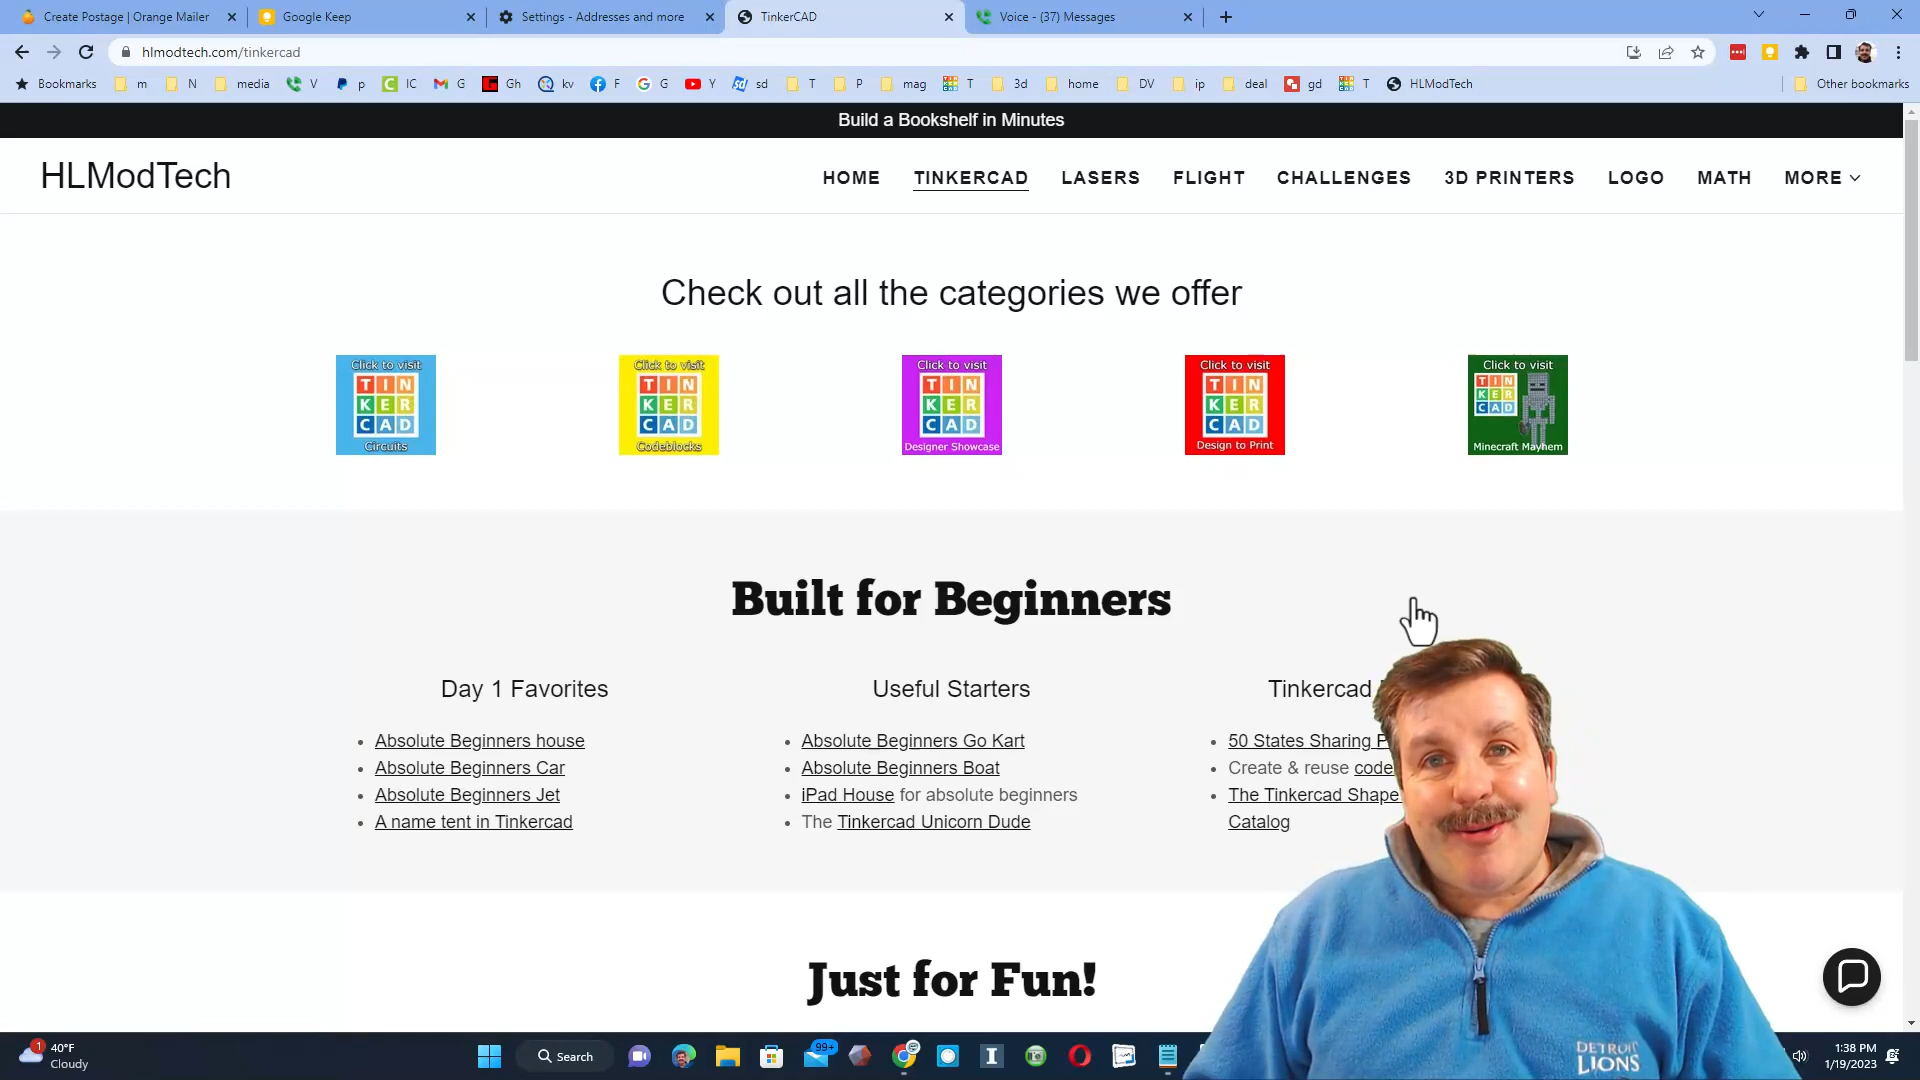 Create Postage | Orange Mailer
Google Keep
Settings - Addresses and more
TinkerCAD
Voice - (37) Messages
hlmodtech.com/tinkercad
Bookmarks m N media V p IC G Gh kv F G Y sd T P mag T 3d home DV ip deal gd T HLModTech Other bookmarks
Build a Bookshelf in Minutes
HLModTech
HOME TINKERCAD LASERS FLIGHT CHALLENGES 3D PRINTERS LOGO MATH MORE
Check out all the categories we offer
Click to visit
TIN
KER
CAD
Circuits
Click to visit
TIN
KER
CAD
Codeblocks
Click to visit
TIN
KER
CAD
Designer Showcase
Click to visit
TIN
KER
CAD
Design to Print
Click to visit
TIN
KER
CAD
Minecraft Mayhem
Built for Beginners
Day 1 Favorites
Absolute Beginners house
Absolute Beginners Car
Absolute Beginners Jet
A name tent in Tinkercad
Useful Starters
Absolute Beginners Go Kart
Absolute Beginners Boat
iPad House for absolute beginners
The Tinkercad Unicorn Dude
Tinkercad
50 States Sharing
Create & reuse code
The Tinkercad Shape
Catalog
Just for Fun!
DETROIT
LIONS
1
40°F
Cloudy
Search
99+
1:38 PM
1/19/2023